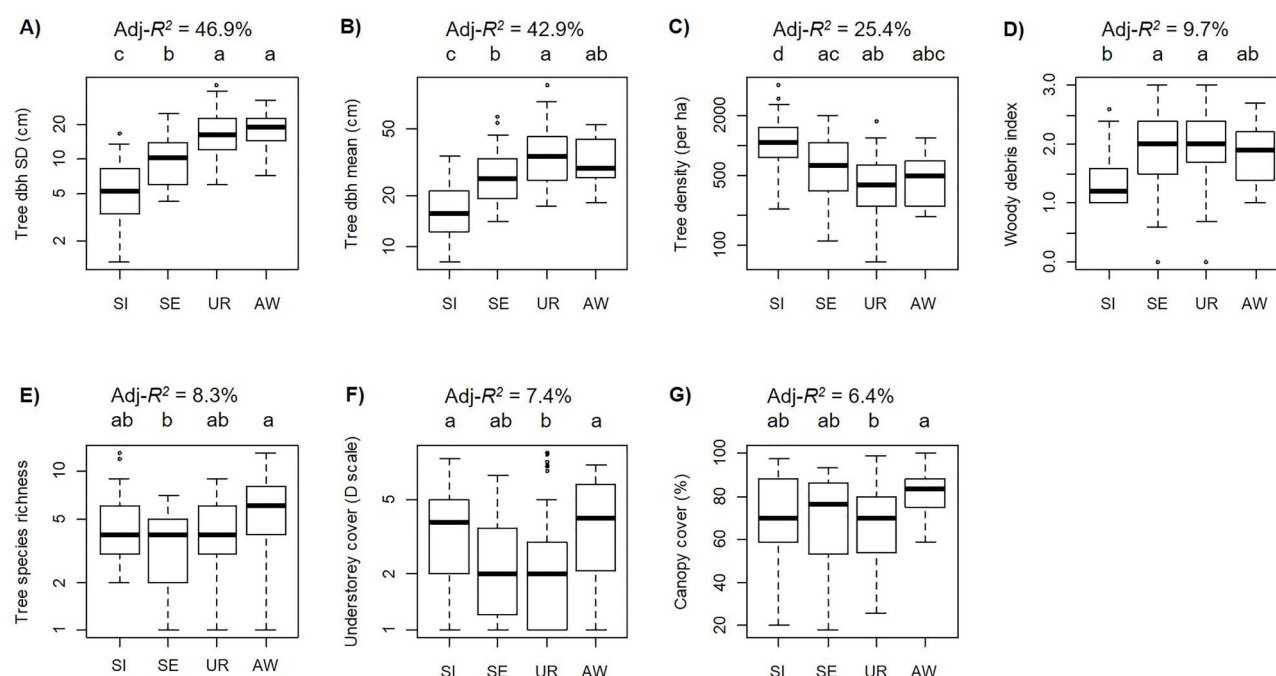 A) Adj-R² = 46.9%
c b a a
Tree dbh SD (cm)
20
10
5
2
SI SE UR AW
B) Adj-R² = 42.9%
c b a ab
Tree dbh mean (cm)
50
20
10
SI SE UR AW
C) Adj-R² = 25.4%
d ac ab abc
Tree density (per ha)
2000
500
100
SI SE UR AW
D) Adj-R² = 9.7%
b a a ab
Woody debris index
3.0
2.0
1.0
0.0
SI SE UR AW
E) Adj-R² = 8.3%
ab b ab a
Tree species richness
10
5
2
1
SI SE UR AW
F) Adj-R² = 7.4%
a ab b a
Understorey cover (D scale)
5
2
1
SI SE UR AW
G) Adj-R² = 6.4%
ab ab b a
Canopy cover (%)
100
80
60
40
20
SI SE UR AW